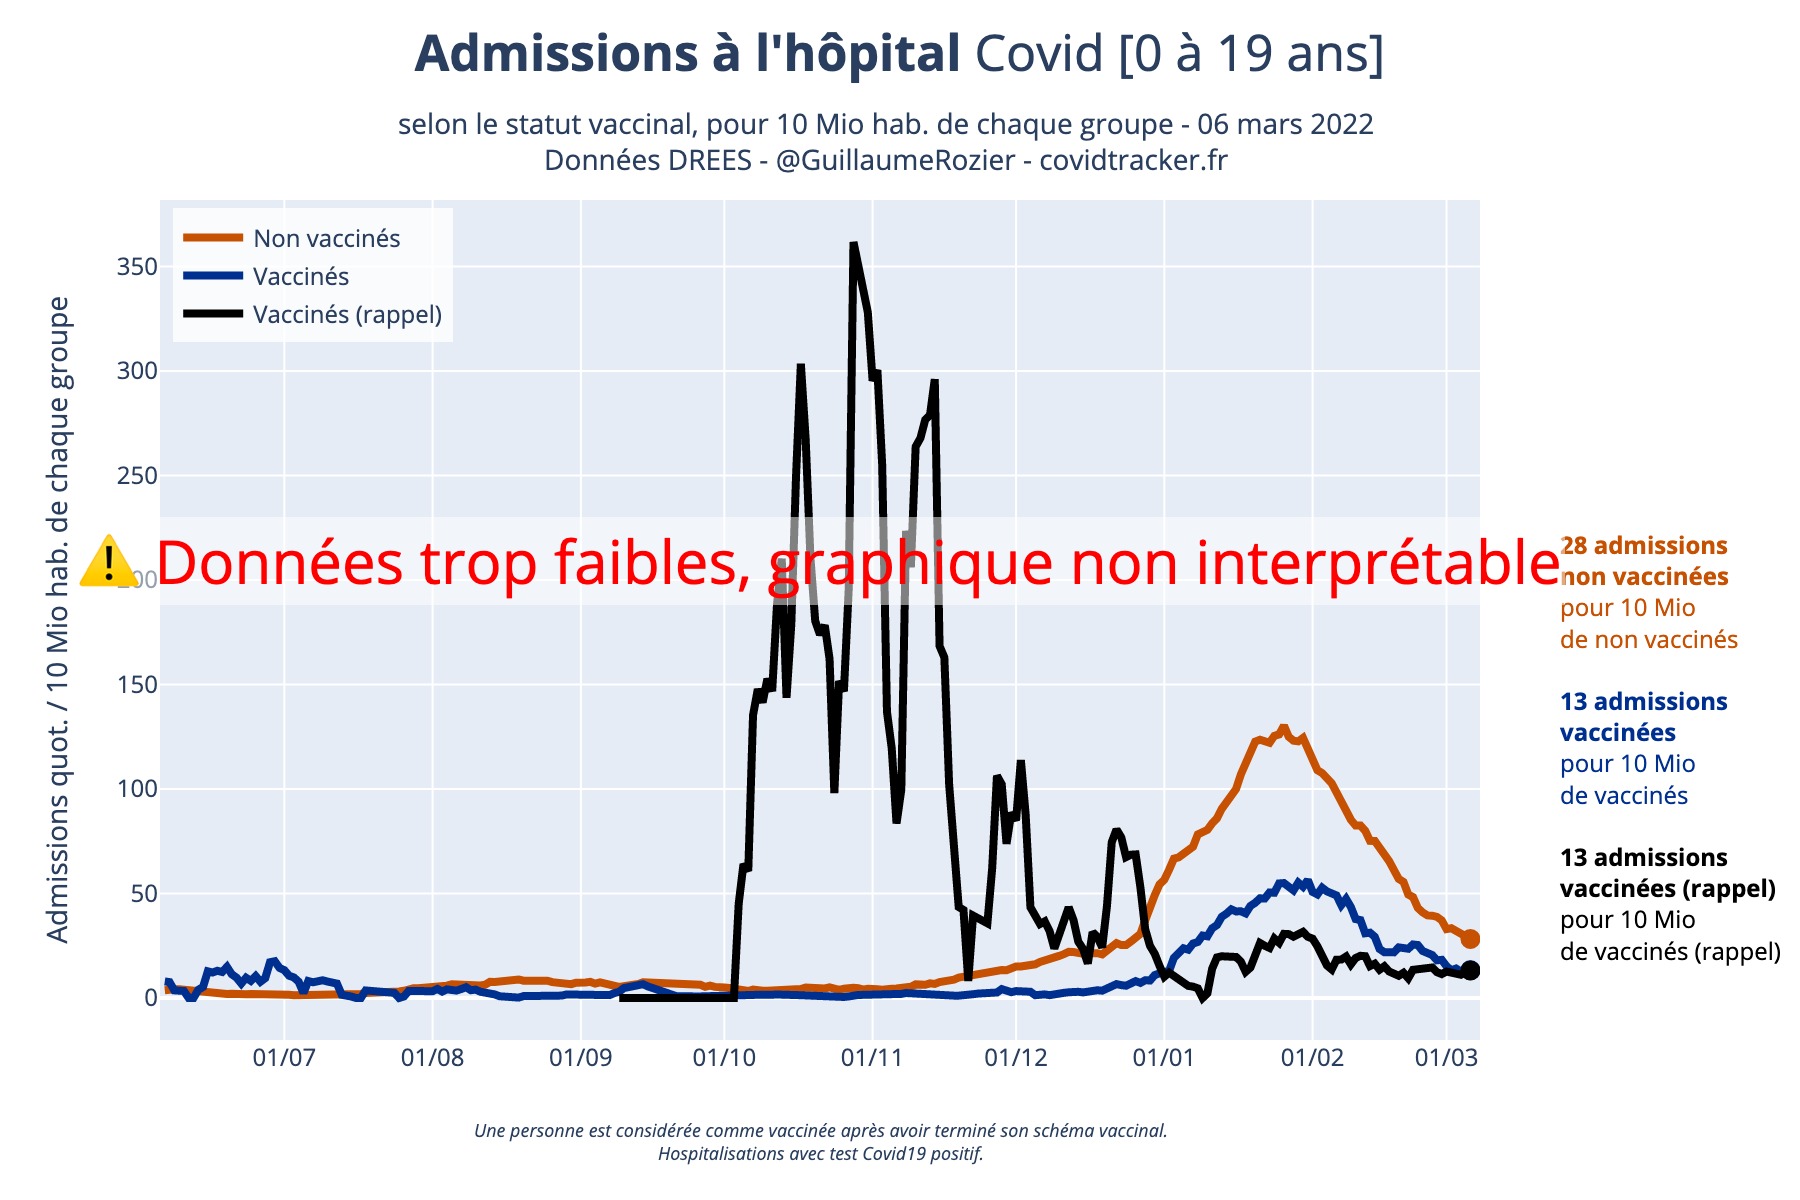 Admissions à l'hôpital Covid [0 à 19 ans]
selon le statut vaccinal, pour 10 Mio hab. de chaque groupe - 06 mars 2022
Données DREES - @GuillaumeRozier - covidtracker.fr
Non vaccinés
Vaccinés
Vaccinés (rappel)
Admissions quot. / 10 Mio hab. de chaque groupe
350
300
250
200
150
100
50
0
⚠️Données trop faibles, graphique non interprétable
28 admissions
non vaccinées
pour 10 Mio
de non vaccinés
13 admissions
vaccinées
pour 10 Mio
de vaccinés
13 admissions
vaccinées (rappel)
pour 10 Mio
de vaccinés (rappel)
01/07 01/08 01/09 01/10 01/11 01/12 01/01 01/02 01/03
Une personne est considérée comme vaccinée après avoir terminé son schéma vaccinal.
Hospitalisations avec test Covid19 positif.